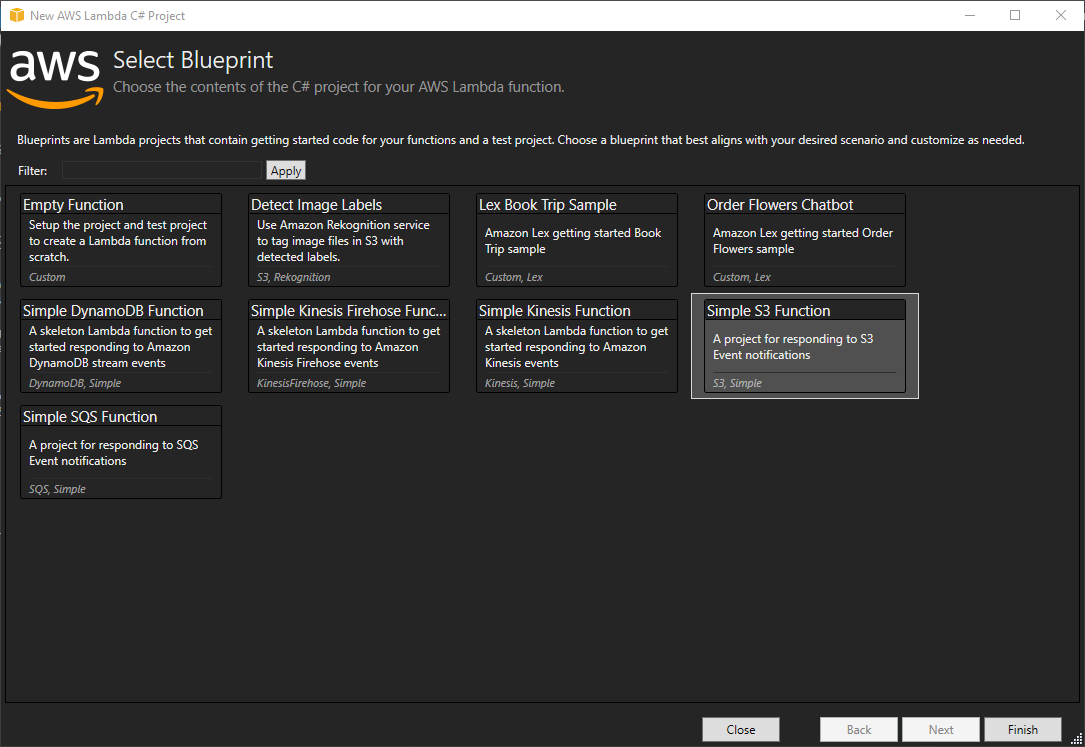 New AWS Lambda C# Project
aws
Select Blueprint
Choose the contents of the C# project for your AWS Lambda function.
Blueprints are Lambda projects that contain getting started code for your functions and a test project. Choose a blueprint that best aligns with your desired scenario and customize as needed.
Filter:
Apply
Empty Function
Setup the project and test project
to create a Lambda function from
scratch.
Custom
Detect Image Labels
Use Amazon Rekognition service
to tag image files in S3 with
detected labels.
S3, Rekognition
Lex Book Trip Sample
Amazon Lex getting started Book
Trip sample
Custom, Lex
Order Flowers Chatbot
Amazon Lex getting started Order
Flowers sample
Custom, Lex
Simple DynamoDB Function
A skeleton Lambda function to get
started responding to Amazon
DynamoDB stream events
DynamoDB, Simple
Simple Kinesis Firehose Func...
A skeleton Lambda function to get
started responding to Amazon
Kinesis Firehose events
KinesisFirehose, Simple
Simple Kinesis Function
A skeleton Lambda function to get
started responding to Amazon
Kinesis events
Kinesis, Simple
Simple S3 Function
A project for responding to S3
Event notifications
S3, Simple
Simple SQS Function
A project for responding to SQS
Event notifications
SQS, Simple
Close
Back
Next
Finish